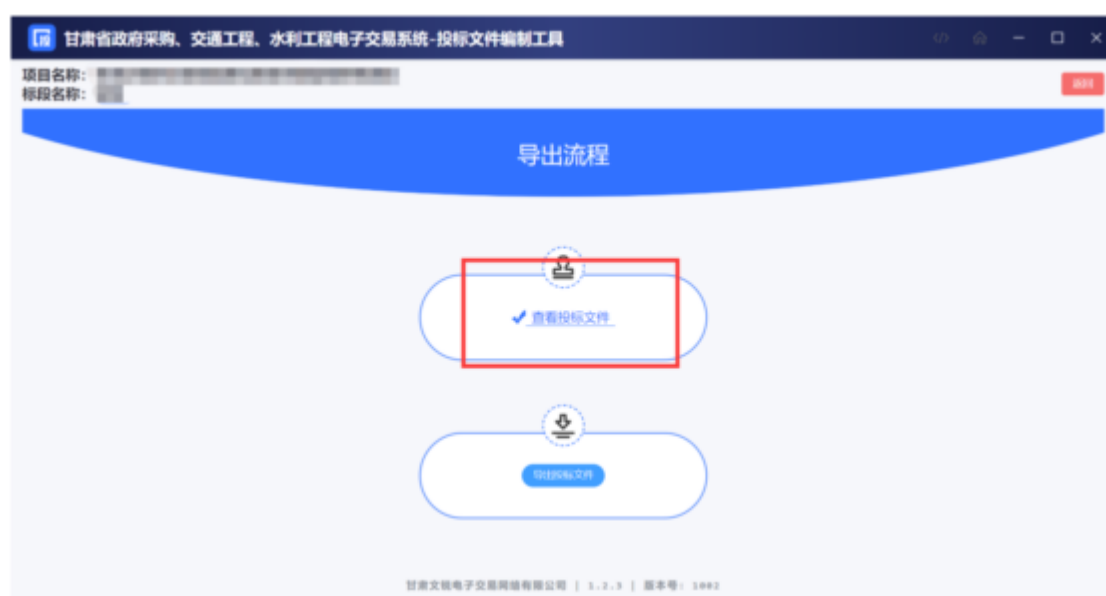 甘肃省政府采购、交通工程、水利工程电子交易系统-投标文件编制工具
项目名称：
标段名称：
返回
导出流程
查看投标文件
导出投标文件
甘肃文锐电子交易网络有限公司 | 1.2.3 | 版本号: 1002